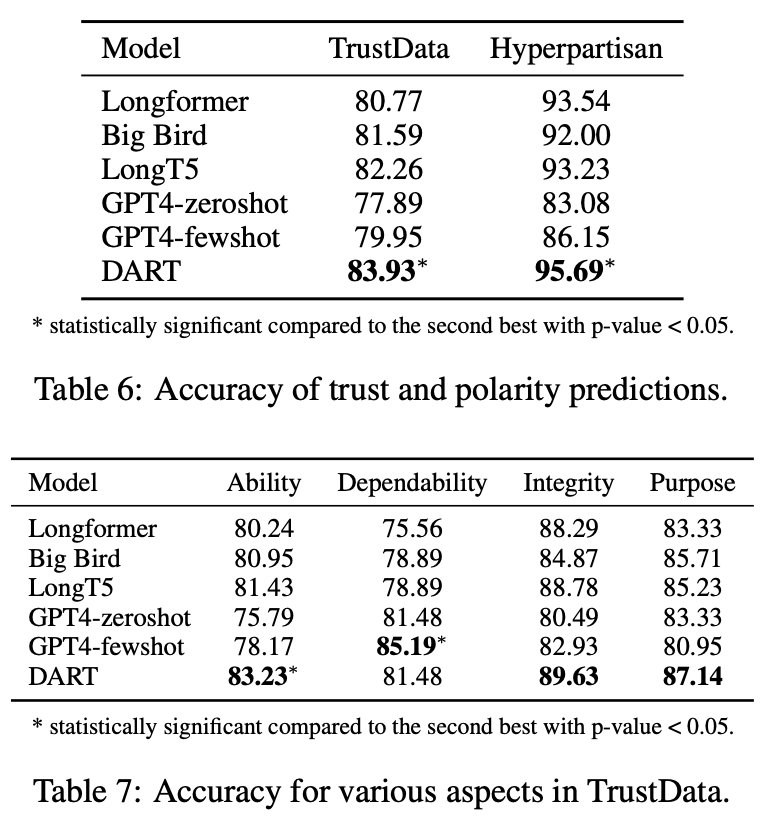 Model TrustData Hyperpartisan
Longformer 80.77 93.54
Big Bird 81.59 92.00
LongT5 82.26 93.23
GPT4-zeroshot 77.89 83.08
GPT4-fewshot 79.95 86.15
DART 83.93* 95.69*
* statistically significant compared to the second best with p-value < 0.05.
Table 6: Accuracy of trust and polarity predictions.
Model Ability Dependability Integrity Purpose
Longformer 80.24 75.56 88.29 83.33
Big Bird 80.95 78.89 84.87 85.71
LongT5 81.43 78.89 88.78 85.23
GPT4-zeroshot 75.79 81.48 80.49 83.33
GPT4-fewshot 78.17 85.19* 82.93 80.95
DART 83.23* 81.48 89.63 87.14
* statistically significant compared to the second best with p-value < 0.05.
Table 7: Accuracy for various aspects in TrustData.